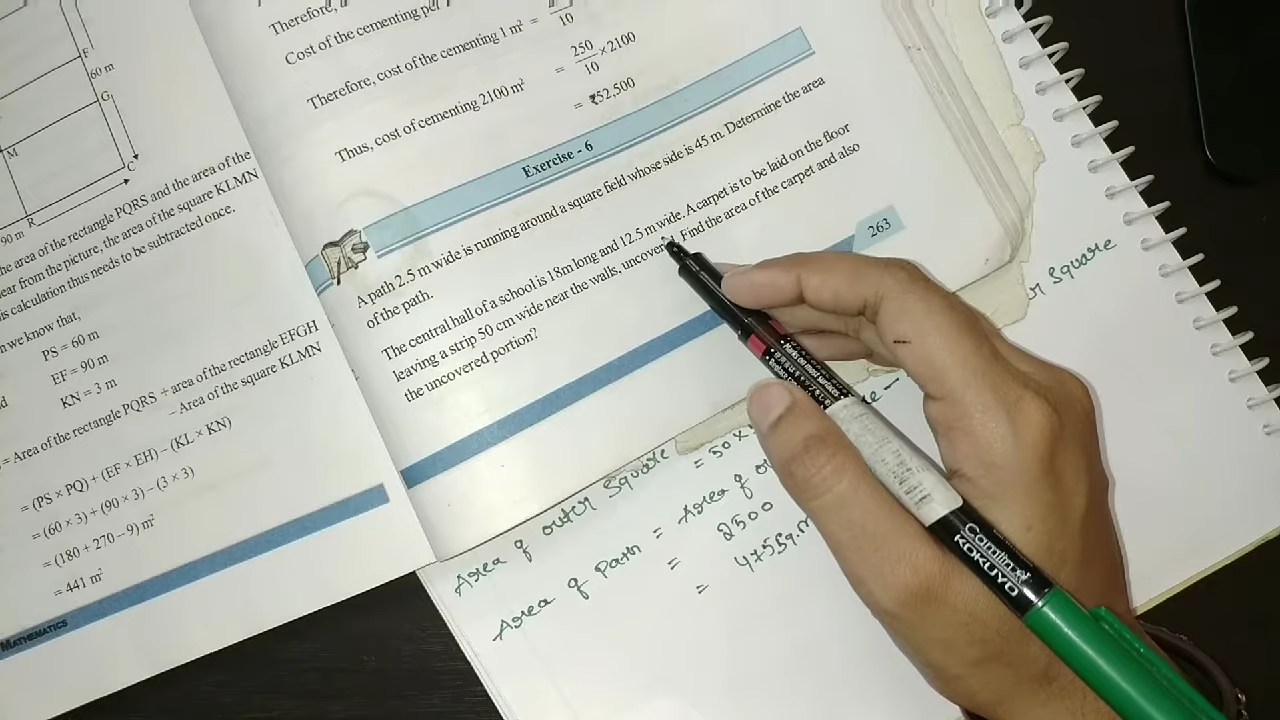 F
60 m
G
M
C
R
90 m
the area of the rectangle PQRS and the area of the
ear from the picture, the area of the square KLMN
is calculation thus needs to be subtracted once.
n we know that,
PS = 60 m
EF = 90 m
KN = 3 m
= Area of the rectangle PQRS + area of the rectangle EFGH
− Area of the square KLMN
= (PS × PQ) + (EF × EH) − (KL × KN)
= (60 × 3) + (90 × 3) − (3 × 3)
= (180 + 270 − 9) m²
= 441 m²
MATHEMATICS
Therefore,
Cost of the cementing
10
Therefore, cost of the cementing 1 m² =
Thus, cost of cementing 2100 m² = 250/10 × 2100
= ₹52,500
Exercise - 6
A path 2.5 m wide is running around a square field whose side is 45 m. Determine the area
of the path.
The central hall of a school is 18m long and 12.5 m wide. A carpet is to be laid on the floor
leaving a strip 50 cm wide near the walls, uncovered. Find the area of the carpet and also
the uncovered portion?
263
Square
Area of outer Square = 50 ×
Area of Path = Area of
= 2500
= 475 sq.m
Camlin
KOKUYO